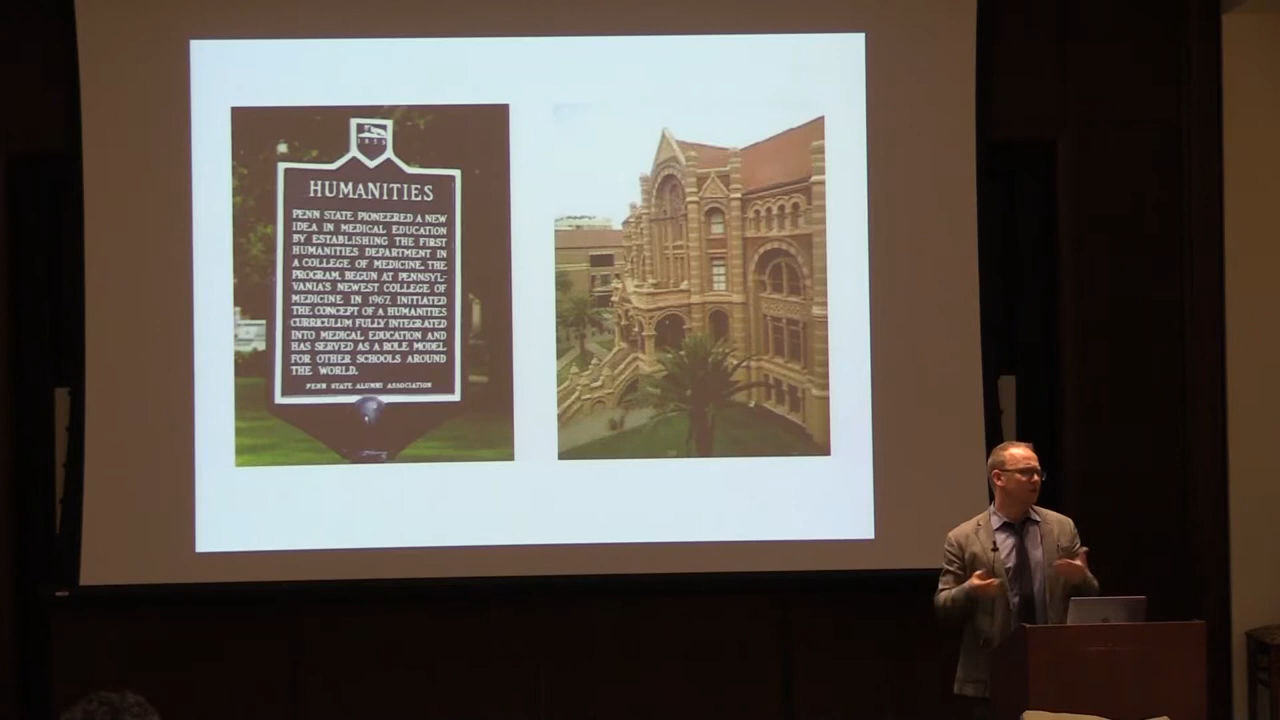 1855
HUMANITIES
PENN STATE PIONEERED A NEW
IDEA IN MEDICAL EDUCATION
BY ESTABLISHING THE FIRST
HUMANITIES DEPARTMENT IN
A COLLEGE OF MEDICINE. THE
PROGRAM, BEGUN AT PENNSYL-
VANIA'S NEWEST COLLEGE OF
MEDICINE IN 1967, INITIATED
THE CONCEPT OF A HUMANITIES
CURRICULUM FULLY INTEGRATED
INTO MEDICAL EDUCATION AND
HAS SERVED AS A ROLE MODEL
FOR OTHER SCHOOLS AROUND
THE WORLD.
PENN STATE ALUMNI ASSOCIATION